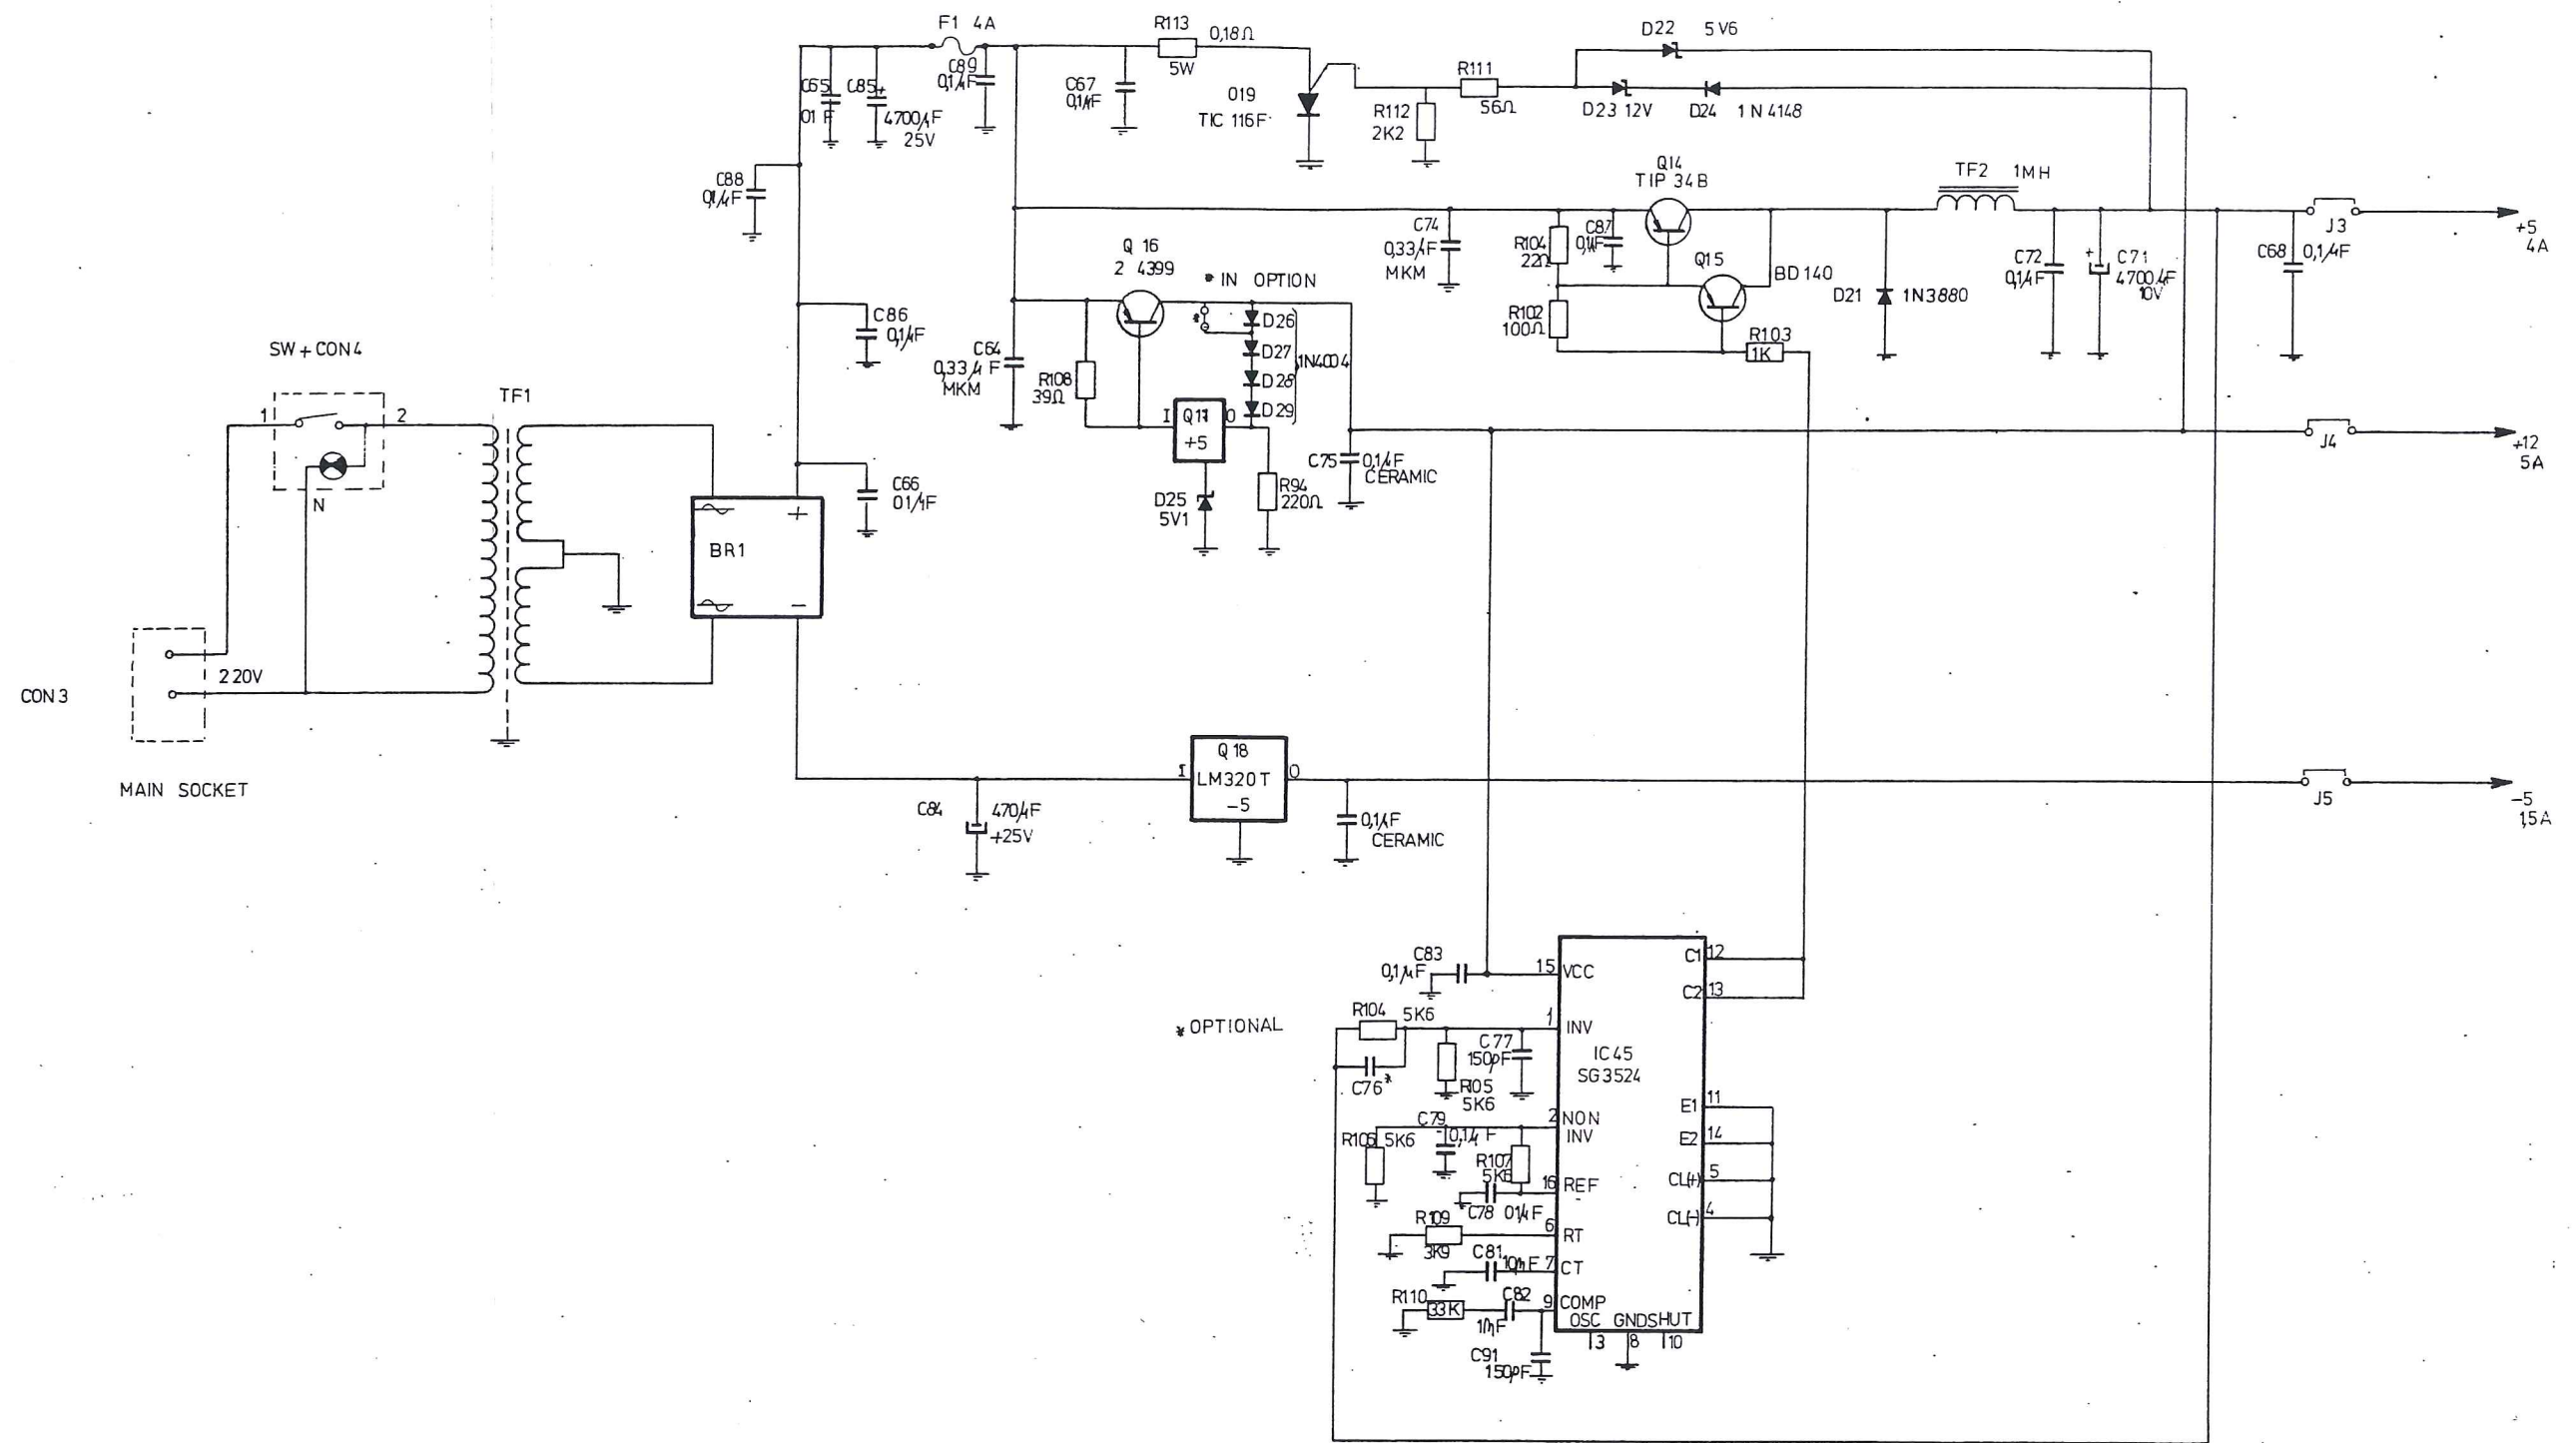 F1 4A
R113
0,18Ω
5W
C65
01 F
C85+
4700µF
25V
C89
0,1µF
C67
0,1µF
Q19
TIC 116F
R112
2K2
R111
56Ω
D22 5V6
D23 12V
D24 1N4148
C88
0,1µF
Q14
TIP 34B
TF2 1MH
C74
0,33µF
MKM
R104
22Ω
C87
0,1µF
Q15
BD 140
R102
100Ω
R103
1K
D21 1N3880
C72
0,1µF
+
C71
4700µF
10V
C68 0,1µF
J3
+5
4A
Q 16
2 4399
* IN OPTION
*
D26
D27
D28
D29
1N4004
C86
0,1µF
C64
0,33µF
MKM
R108
39Ω
I Q17 O
+5
D25
5V1
R94
220Ω
C75 0,1µF
CERAMIC
J4
+12
5A
SW + CON4
1 2
N
TF1
C66
01µF
BR1
+
−
220V
CON 3
MAIN SOCKET
C84
470µF
+25V
I Q 18 O
LM320T
−5
0,1µF
CERAMIC
J5
−5
1,5A
C83
0,1µF
15 VCC
C1 12
C2 13
* OPTIONAL
R104 5K6
1 INV
C76*
R105
5K6
C77
150pF
IC45
SG3524
C79
0,1µF
2 NON
INV
R106 5K6
R107
5K6
16 REF
C78 01µF
E1 11
E2 14
CL(+) 5
CL(-) 4
R109
3K9
6 RT
C81 10nF 7 CT
R110 33K
C82
1nF
9 COMP
OSC GND SHUT
3 8 10
C91
150pF